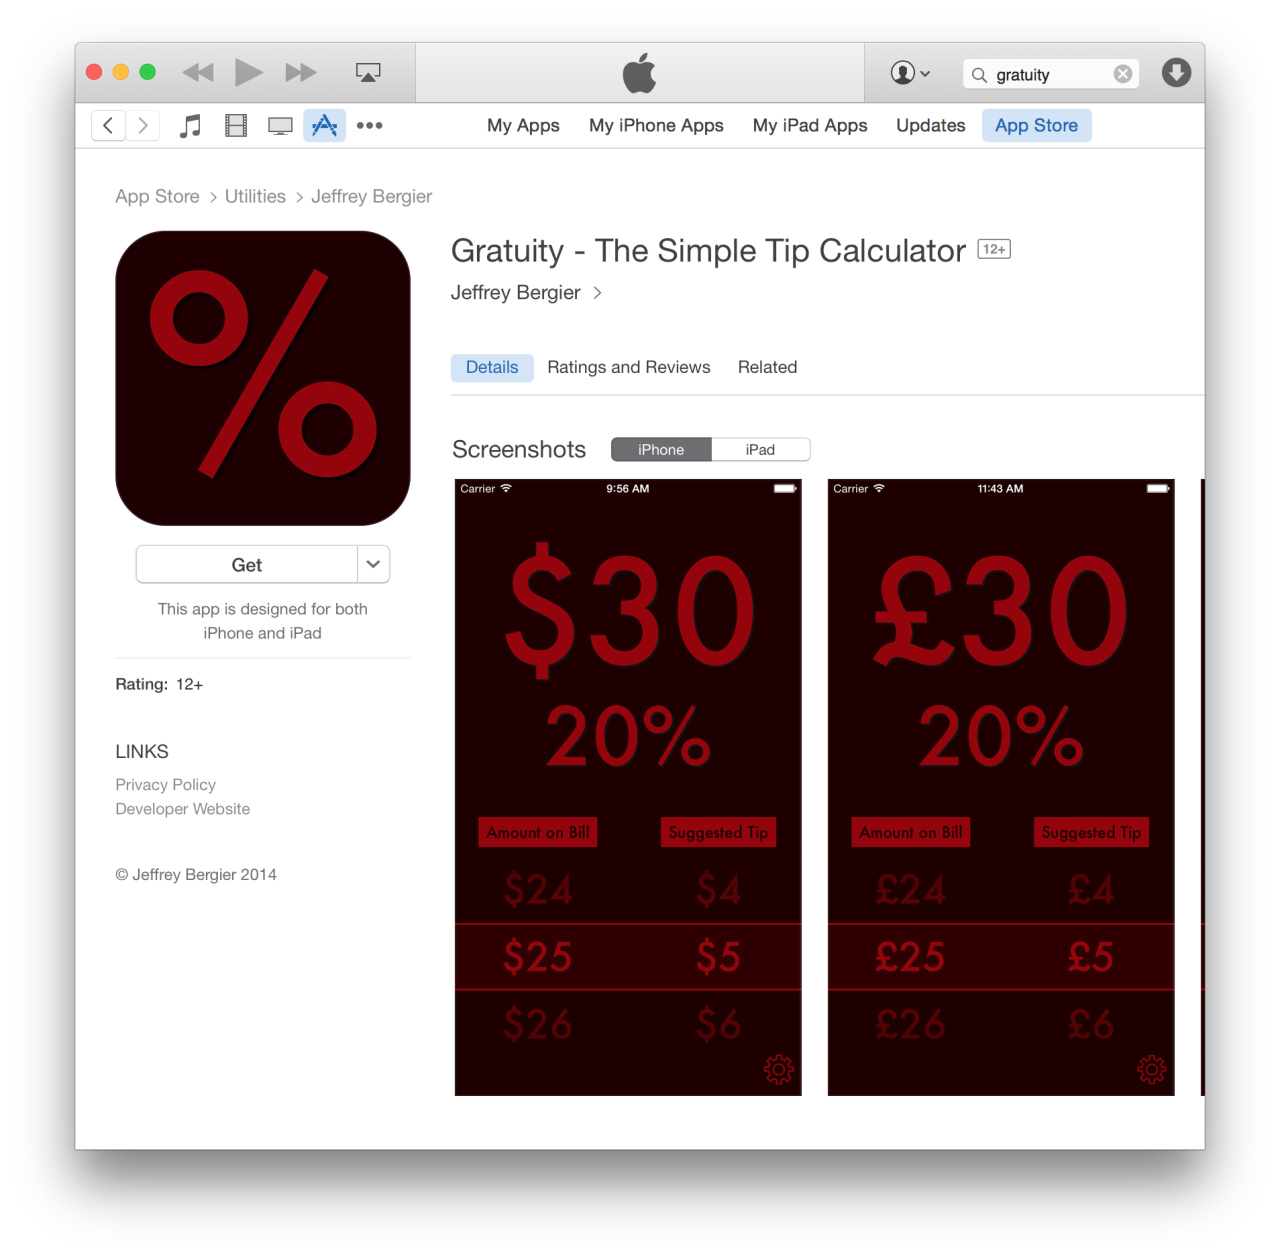 gratuity
My Apps
My iPhone Apps
My iPad Apps
Updates
App Store
App Store > Utilities > Jeffrey Bergier
%
Get
This app is designed for both
iPhone and iPad
Rating: 12+
LINKS
Privacy Policy
Developer Website
© Jeffrey Bergier 2014
Gratuity - The Simple Tip Calculator 12+
Jeffrey Bergier >
Details
Ratings and Reviews
Related
Screenshots
iPhone
iPad
Carrier 9:56 AM
$30
20%
Amount on Bill Suggested Tip
$24 $4
$25 $5
$26 $6
Carrier 11:43 AM
£30
20%
Amount on Bill Suggested Tip
£24 £4
£25 £5
£26 £6